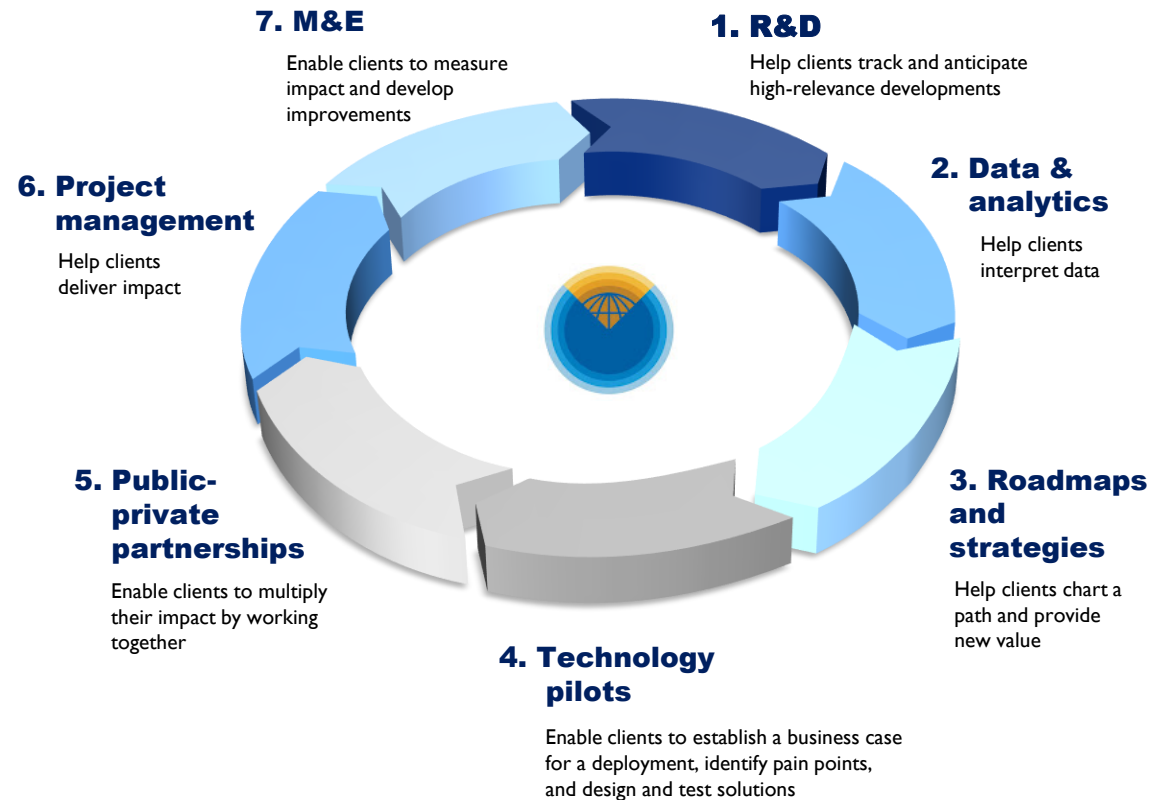 1. R&D
Help clients track and anticipate
high-relevance developments
2. Data &
analytics
Help clients
interpret data
3. Roadmaps
and
strategies
Help clients chart a
path and provide
new value
4. Technology
pilots
Enable clients to establish a business case
for a deployment, identify pain points,
and design and test solutions
5. Public-
private
partnerships
Enable clients to multiply
their impact by working
together
6. Project
management
Help clients
deliver impact
7. M&E
Enable clients to measure
impact and develop
improvements